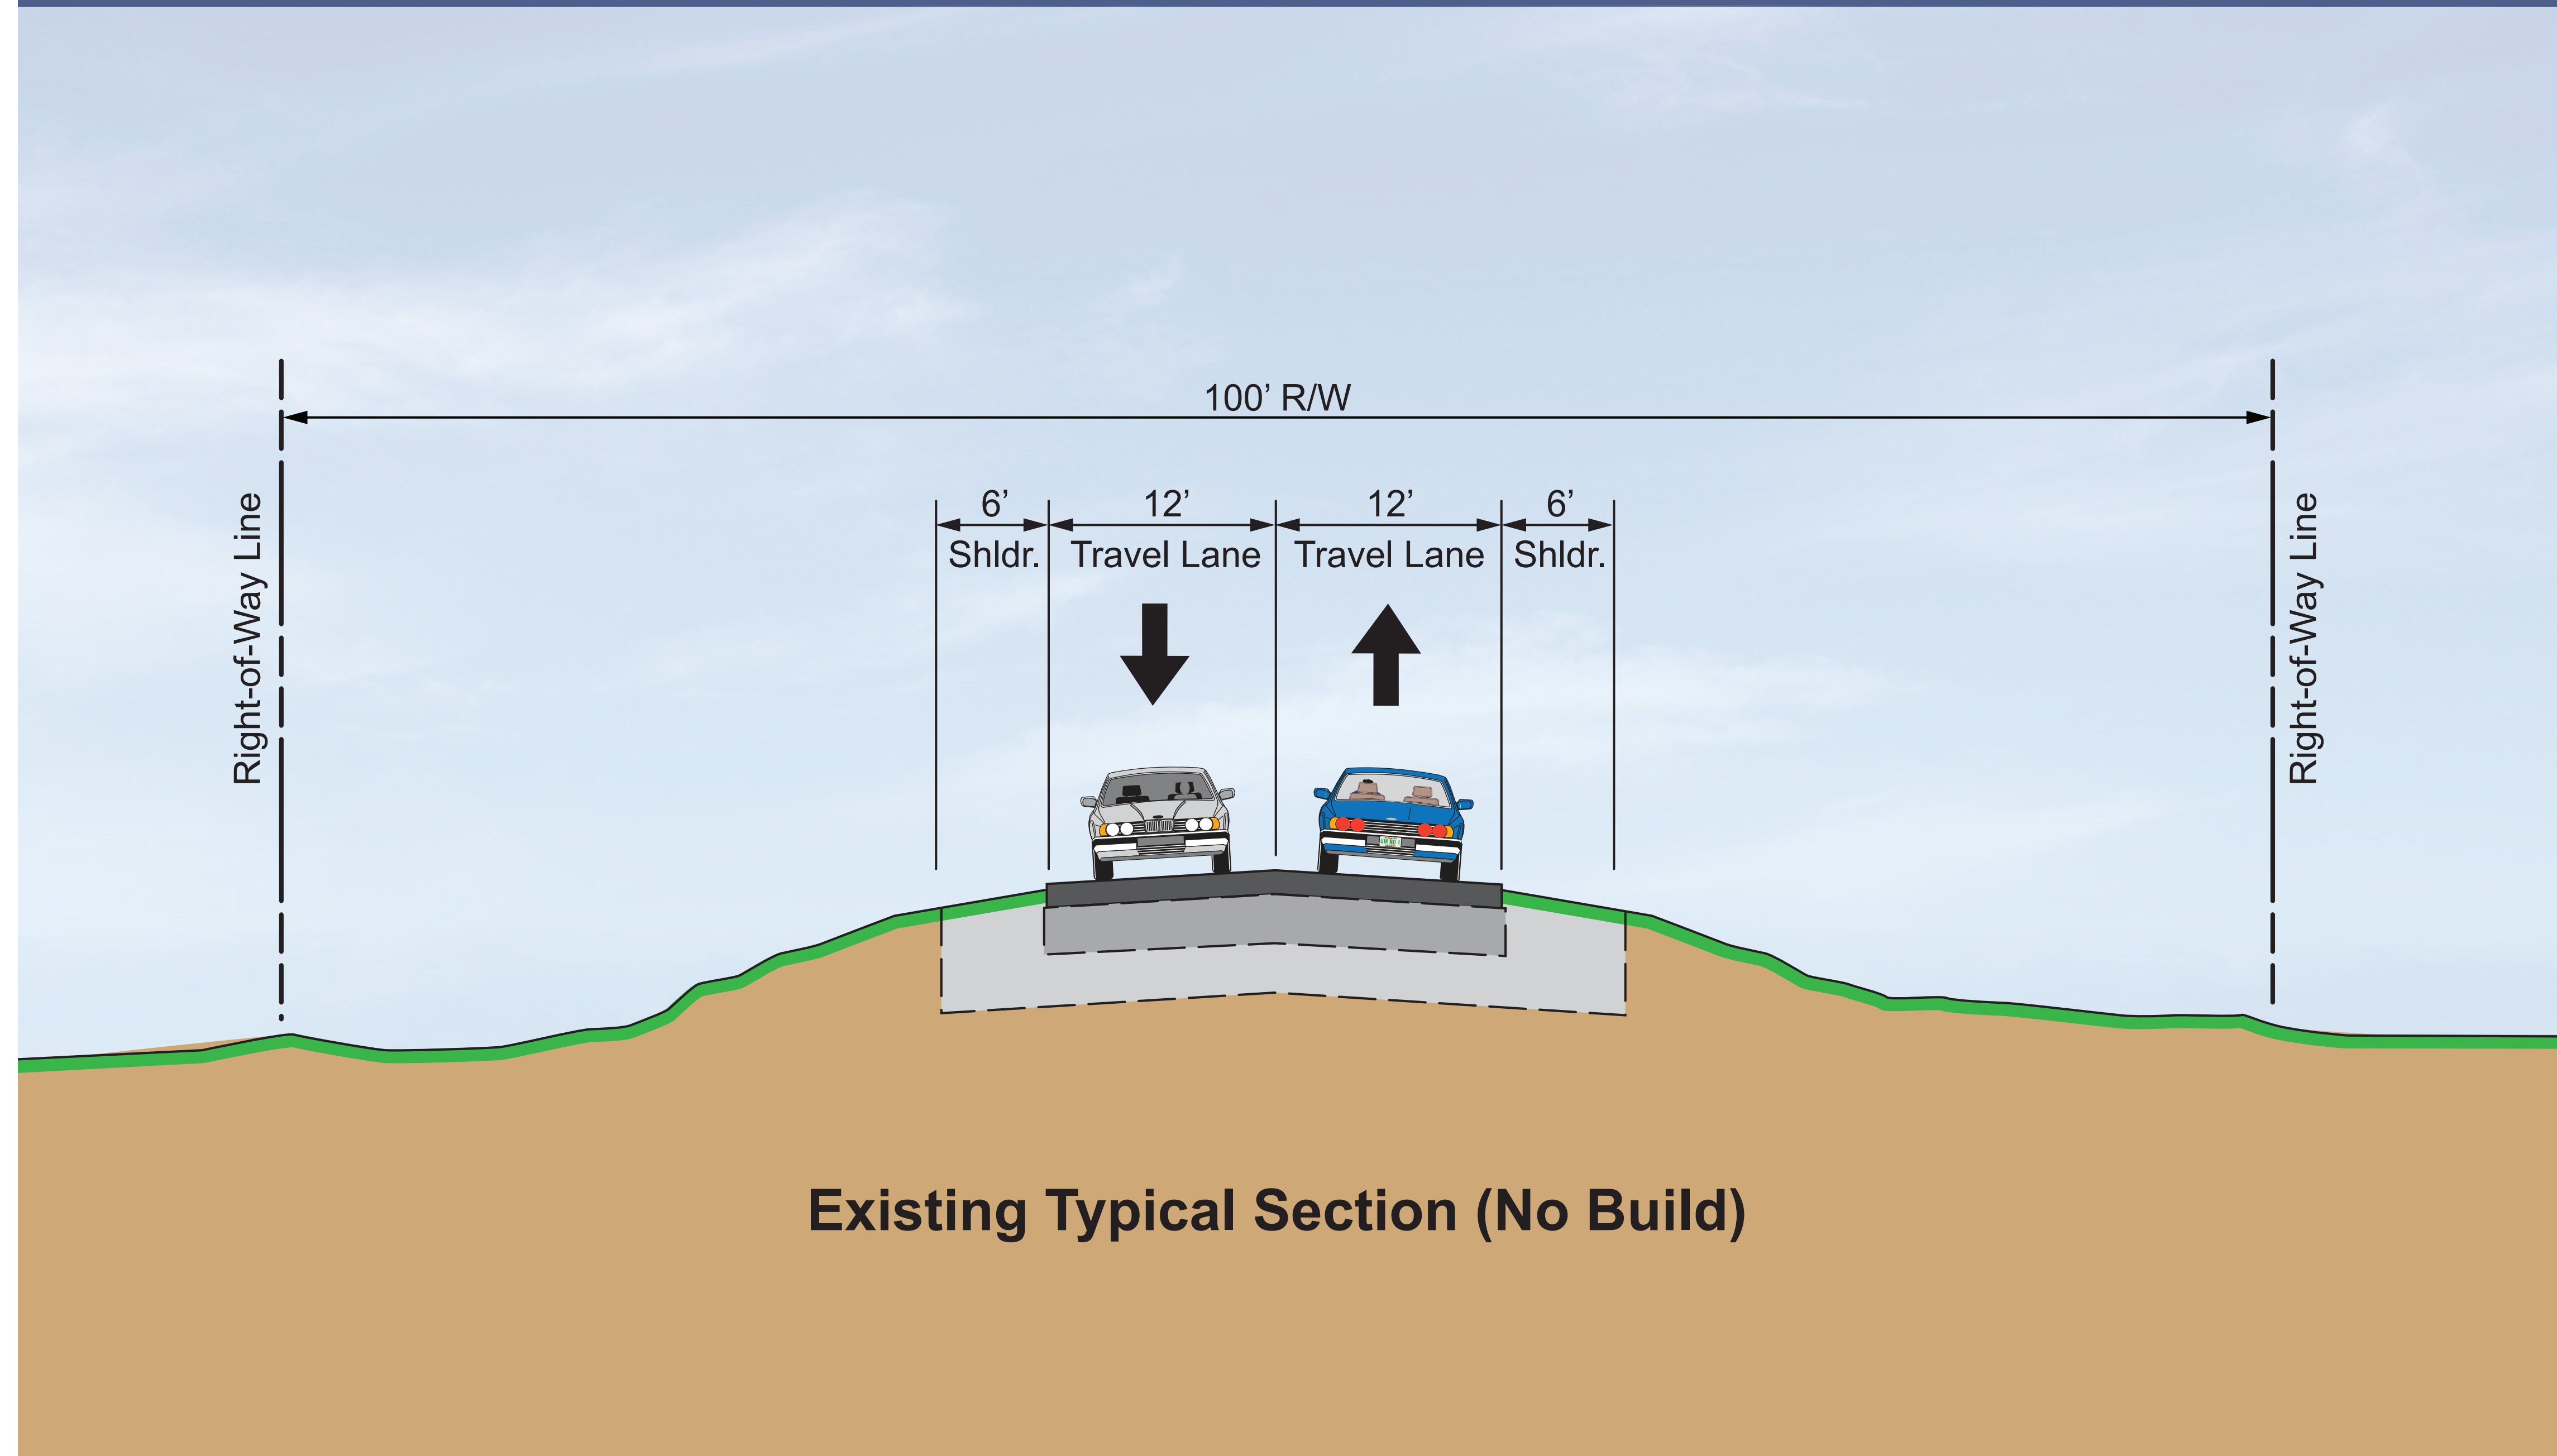 100’ R/W
6’
12’
12’
6’
Shldr.
Travel Lane
Travel Lane
Shldr.
Right-of-Way Line
Right-of-Way Line
Existing Typical Section (No Build)